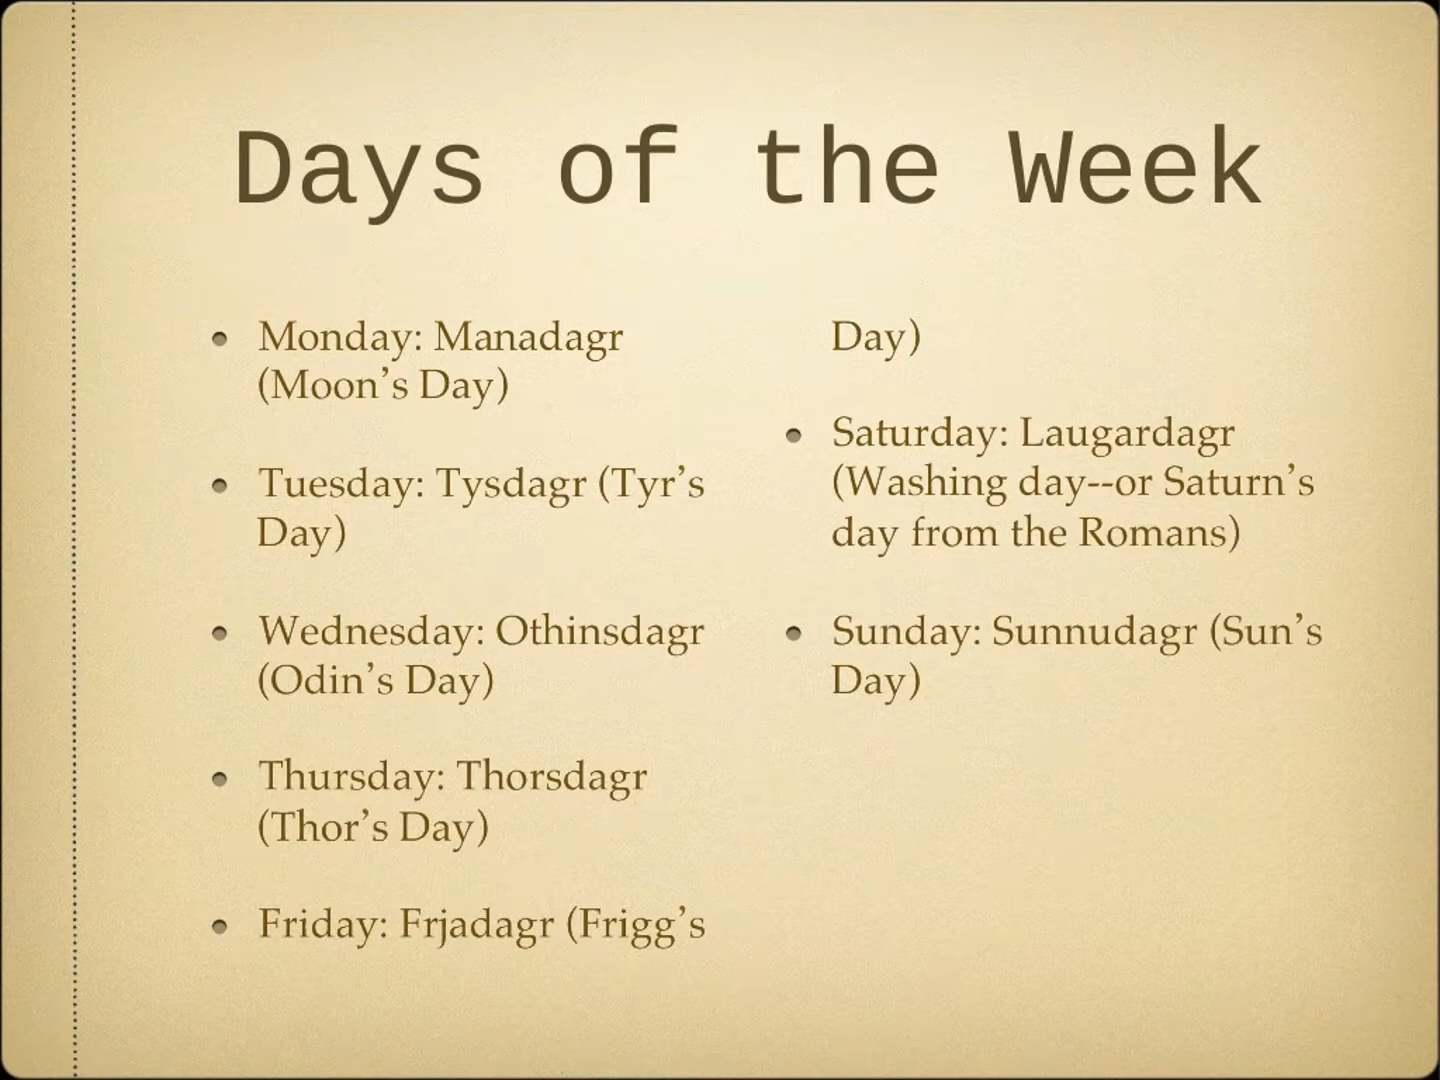 Days of the Week
• Monday: Manadagr
(Moon’s Day)
• Tuesday: Tysdagr (Tyr’s
Day)
• Wednesday: Othinsdagr
(Odin’s Day)
• Thursday: Thorsdagr
(Thor’s Day)
• Friday: Frjadagr (Frigg’s
Day)
• Saturday: Laugardagr
(Washing day--or Saturn’s
day from the Romans)
• Sunday: Sunnudagr (Sun’s
Day)